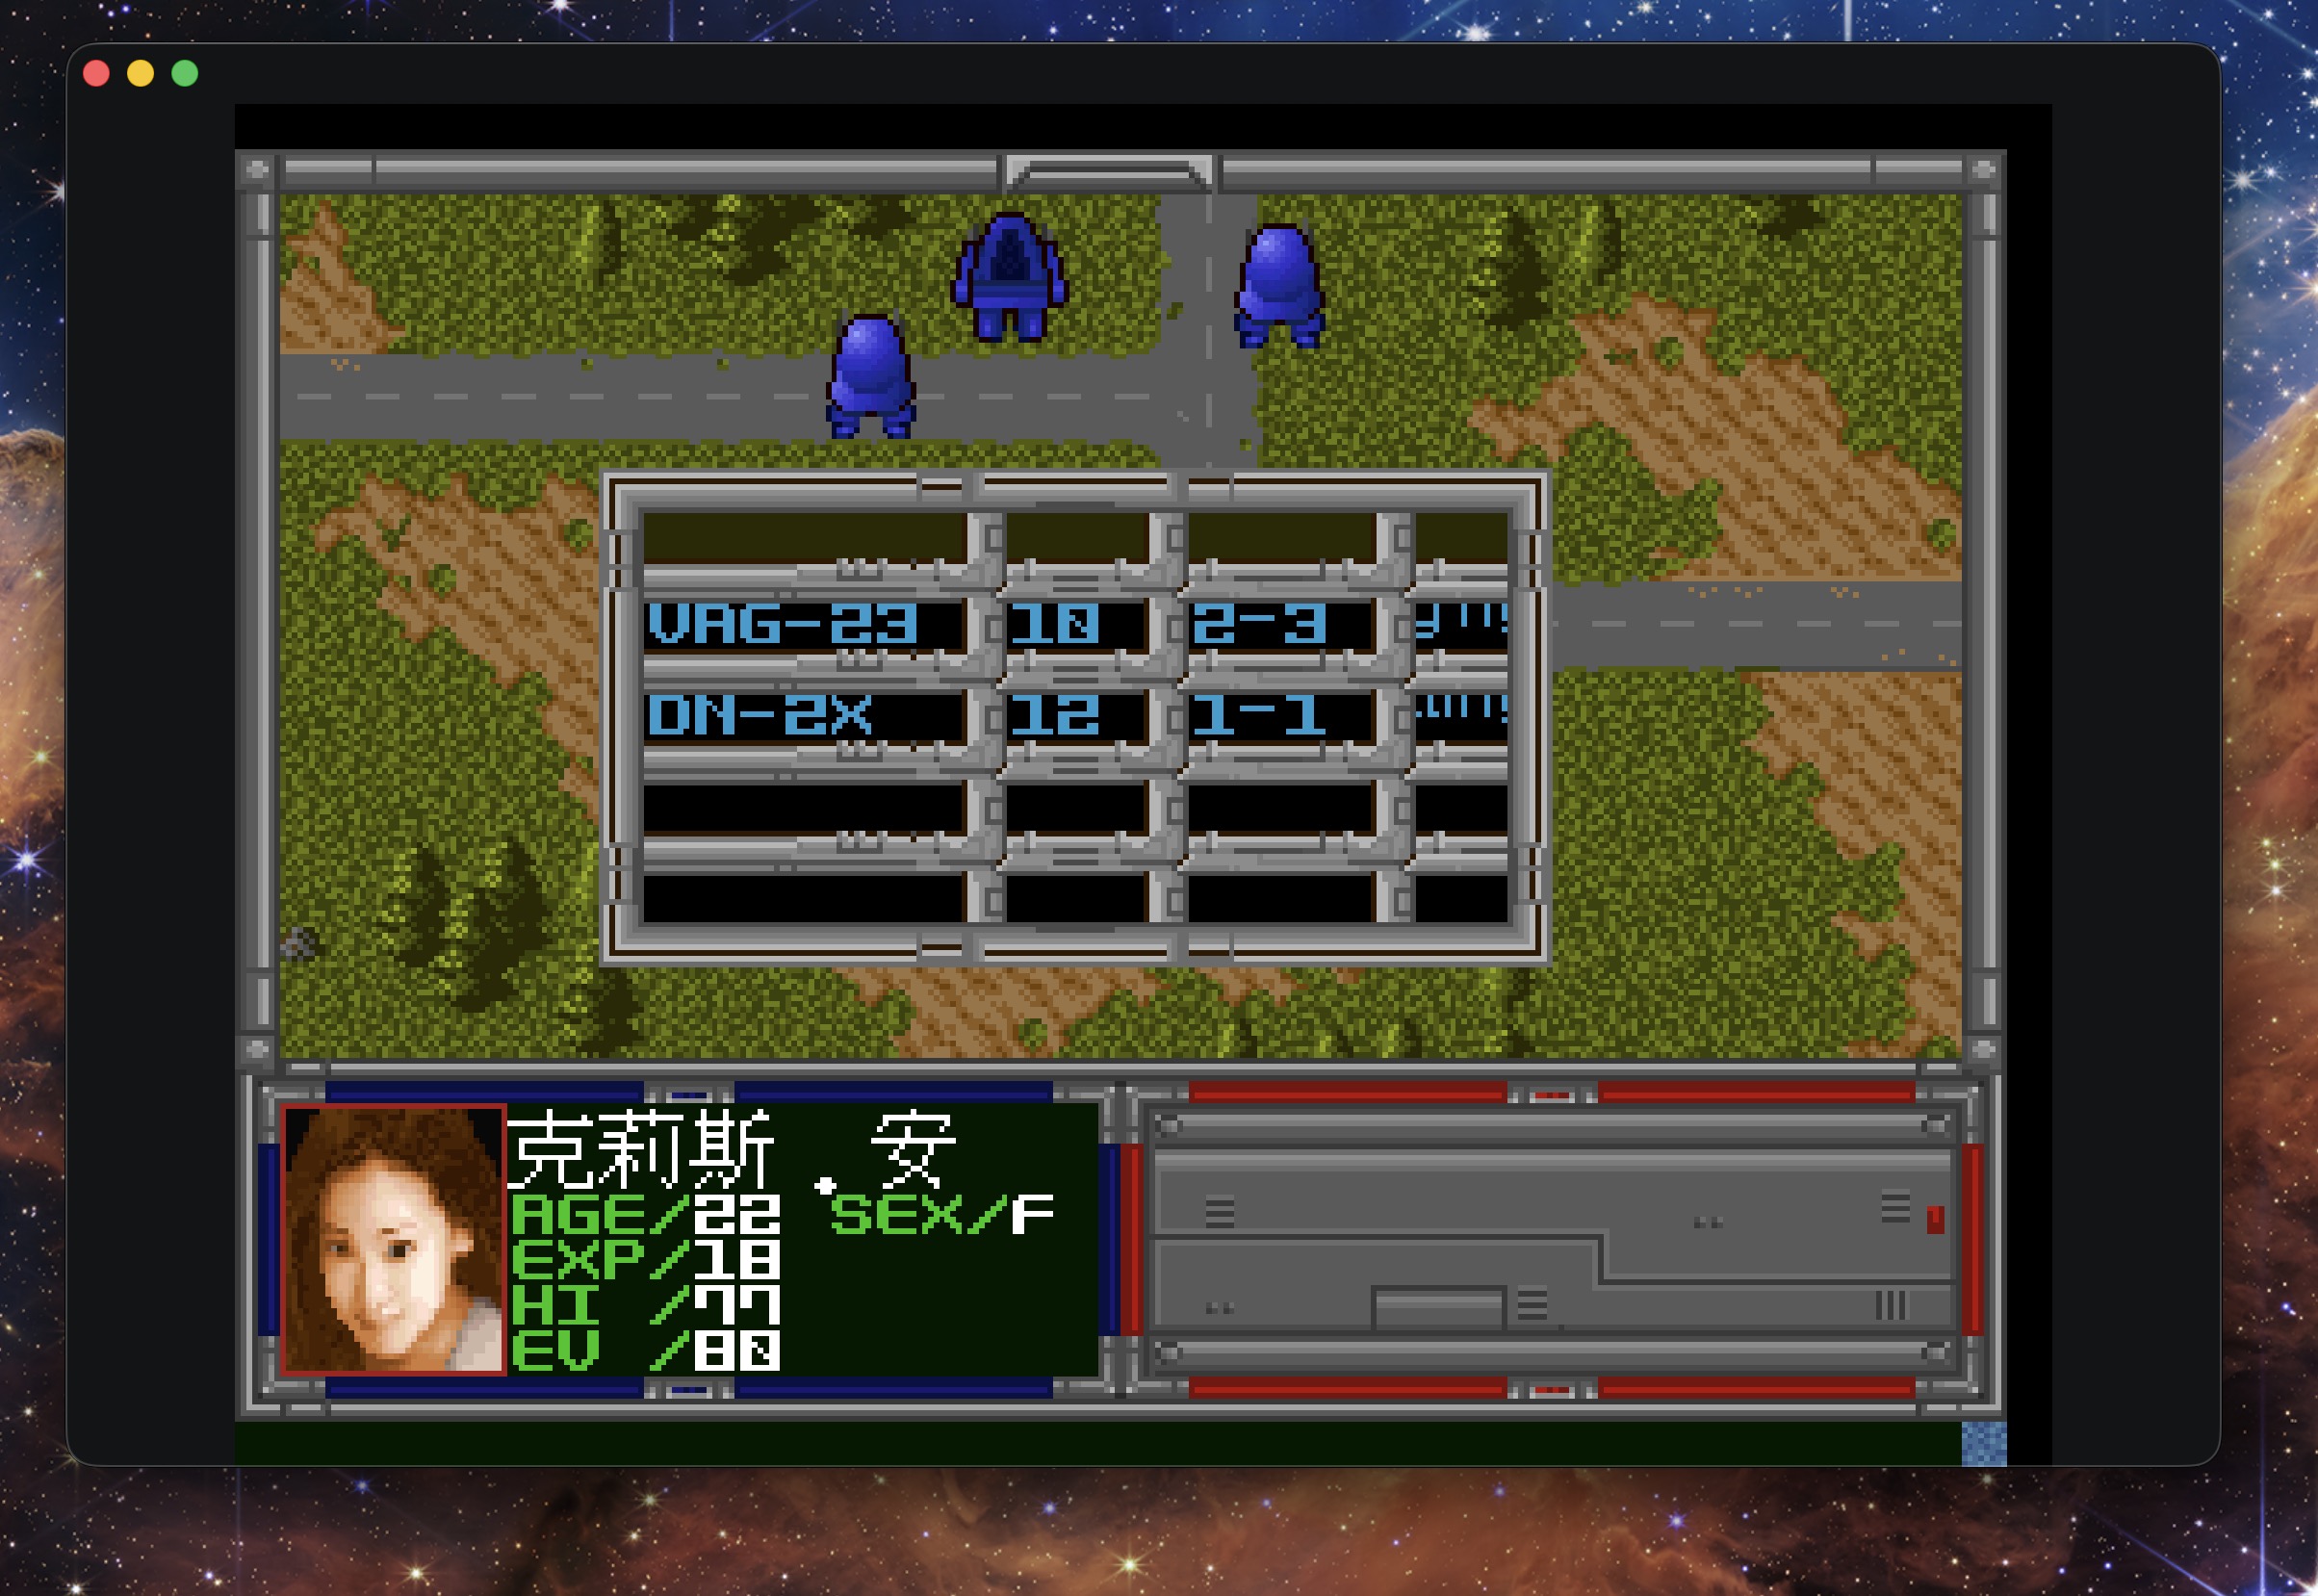 VAG-23 10 2-3
DN-2X 12 1-1
克莉斯．安
AGE/22 SEX/F
EXP/18
HI /77
EV /80